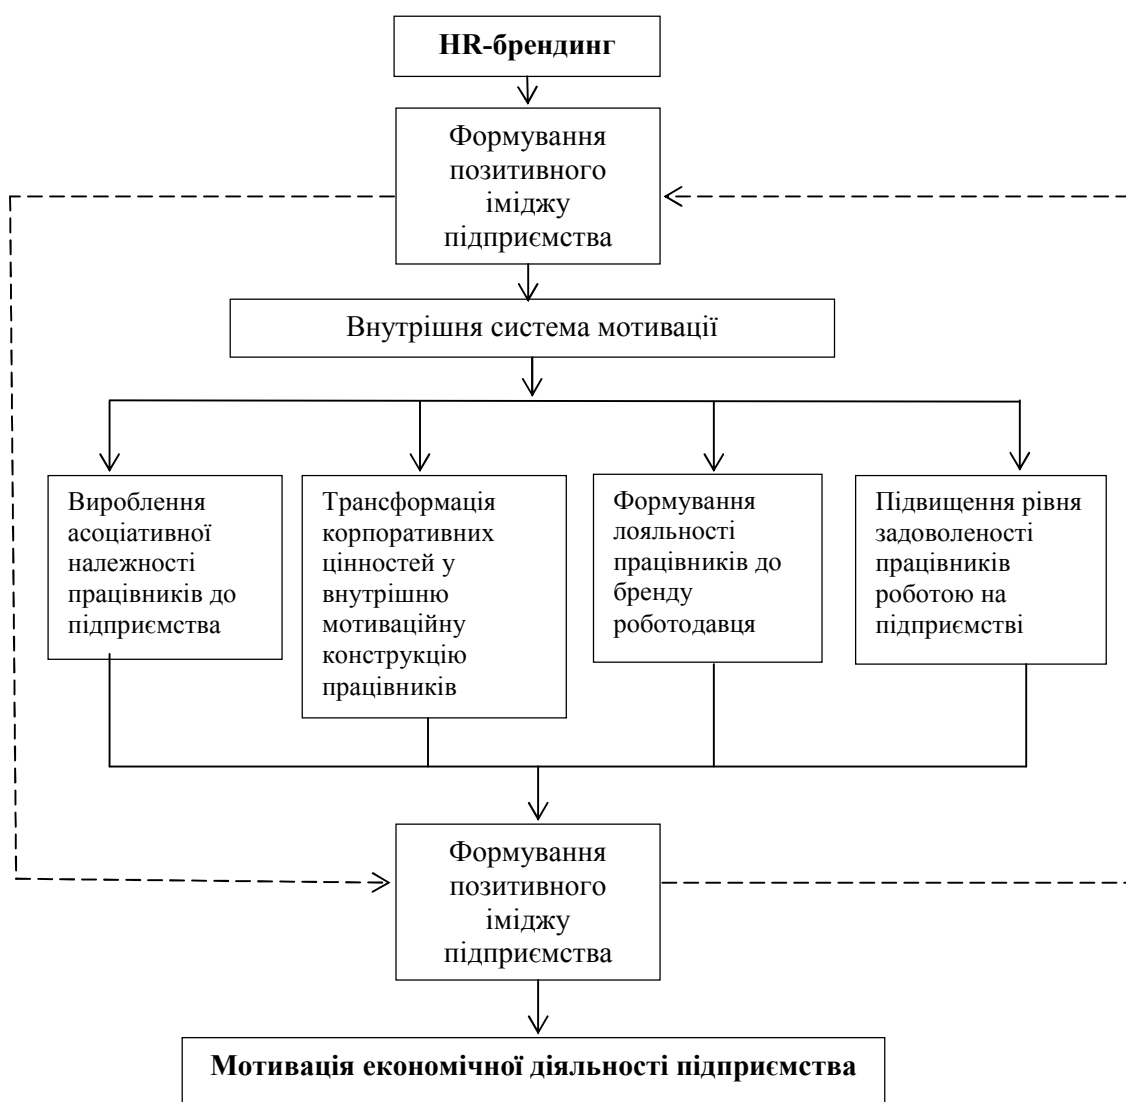 HR-брендинг
Формування
позитивного
іміджу
підприємства
Внутрішня система мотивації
Вироблення
асоціативної
належності
працівників до
підприємства
Трансформація
корпоративних
цінностей у
внутрішню
мотиваційну
конструкцію
працівників
Формування
лояльності
працівників до
бренду
роботодавця
Підвищення рівня
задоволеності
працівників
роботою на
підприємстві
Формування
позитивного
іміджу
підприємства
Мотивація економічної діяльності підприємства